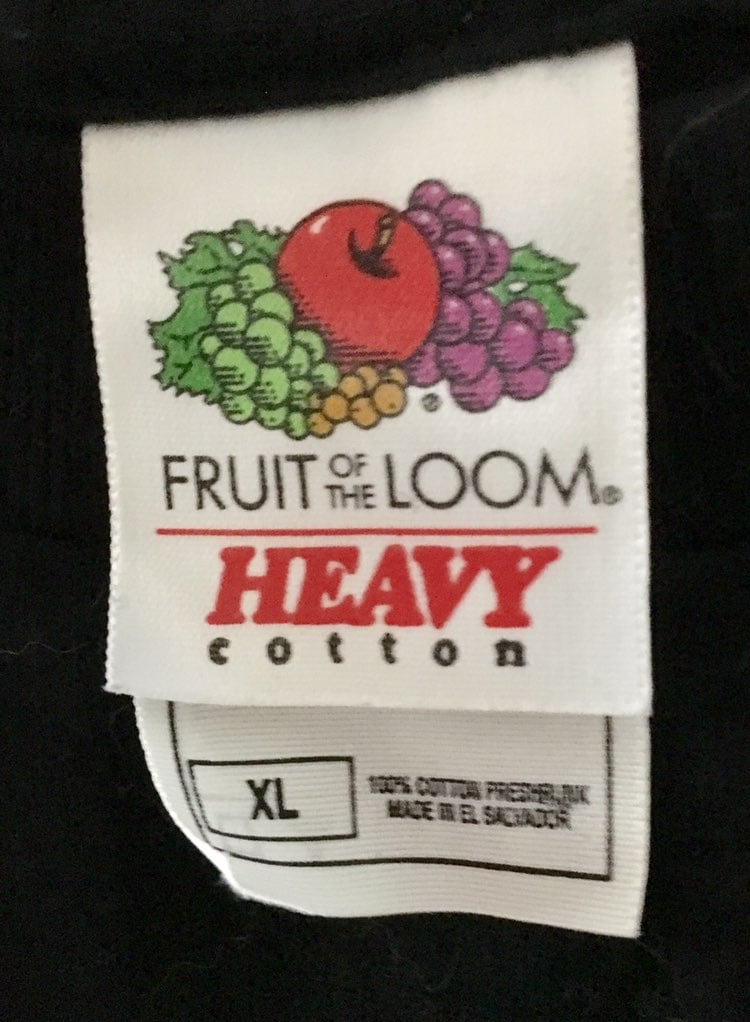 FRUIT OF THE LOOM®
HEAVY
cotton
XL
100% COTTON PRESHRUNK
MADE IN EL SALVADOR